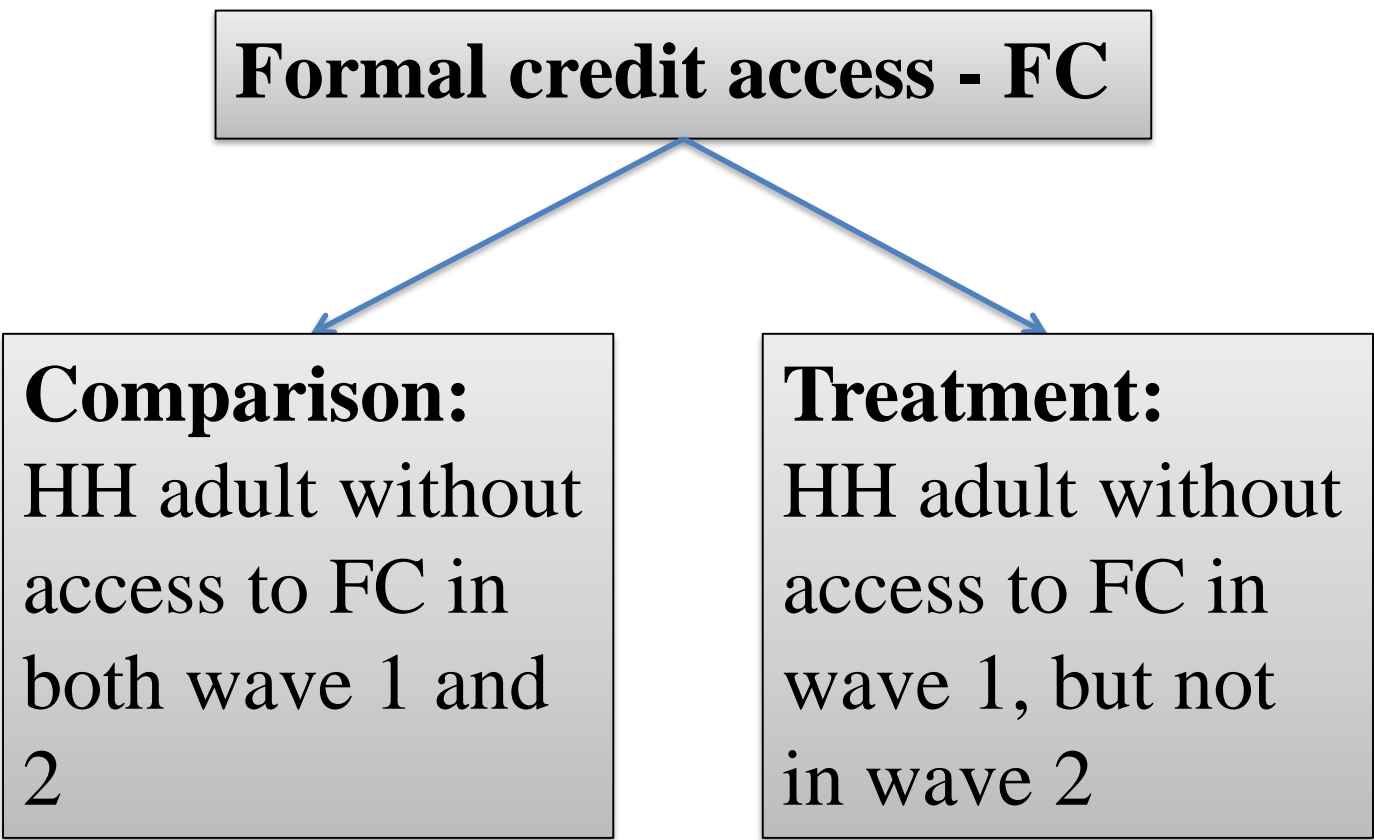 Formal credit access - FC
Comparison:
HH adult without
access to FC in
both wave 1 and
2
Treatment:
HH adult without
access to FC in
wave 1, but not
in wave 2